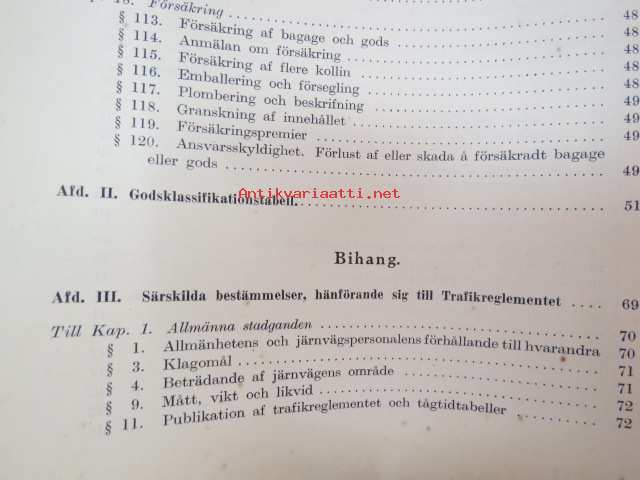 18. Försäkring . . . . . . . . . . 48
§ 113. Försäkring af bagage och gods . . . . . . . . . . 48
§ 114. Anmälan om försäkring . . . . . . . . . . 48
§ 115. Försäkring af flere kollin . . . . . . . . . . 48
§ 116. Emballering och försegling . . . . . . . . . . 48
§ 117. Plombering och beskrifning . . . . . . . . . . 49
§ 118. Granskning af innehållet . . . . . . . . . . 49
§ 119. Försäkringspremier . . . . . . . . . . 49
§ 120. Ansvarsskyldighet. Förlust af eller skada å försäkradt bagage
eller gods . . . . . . . . . . 49
Antikvariaatti.net
Afd. II. Godsklassifikationstabell. . . . . . . . . . 51
Bihang.
Afd. III. Särskilda bestämmelser, hänförande sig till Trafikreglementet . . . . 69
Till Kap. 1. Allmänna stadganden . . . . . . . . . . 70
§ 1. Allmänhetens och järnvägspersonalens förhållande till hvarandra 70
§ 3. Klagomål . . . . . . . . . . 71
§ 4. Beträdande af järnvägens område . . . . . . . . . . 71
§ 9. Mått, vikt och likvid . . . . . . . . . . 72
§ 11. Publikation af trafikreglementet och tågtidtabeller . . . . . . 72